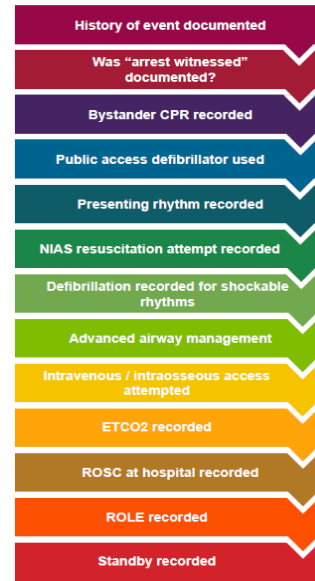 History of event documented
Was “arrest witnessed”
documented?
Bystander CPR recorded
Public access defibrillator used
Presenting rhythm recorded
NIAS resuscitation attempt recorded
Defibrillation recorded for shockable
rhythms
Advanced airway management
Intravenous / intraosseous access
attempted
ETCO2 recorded
ROSC at hospital recorded
ROLE recorded
Standby recorded